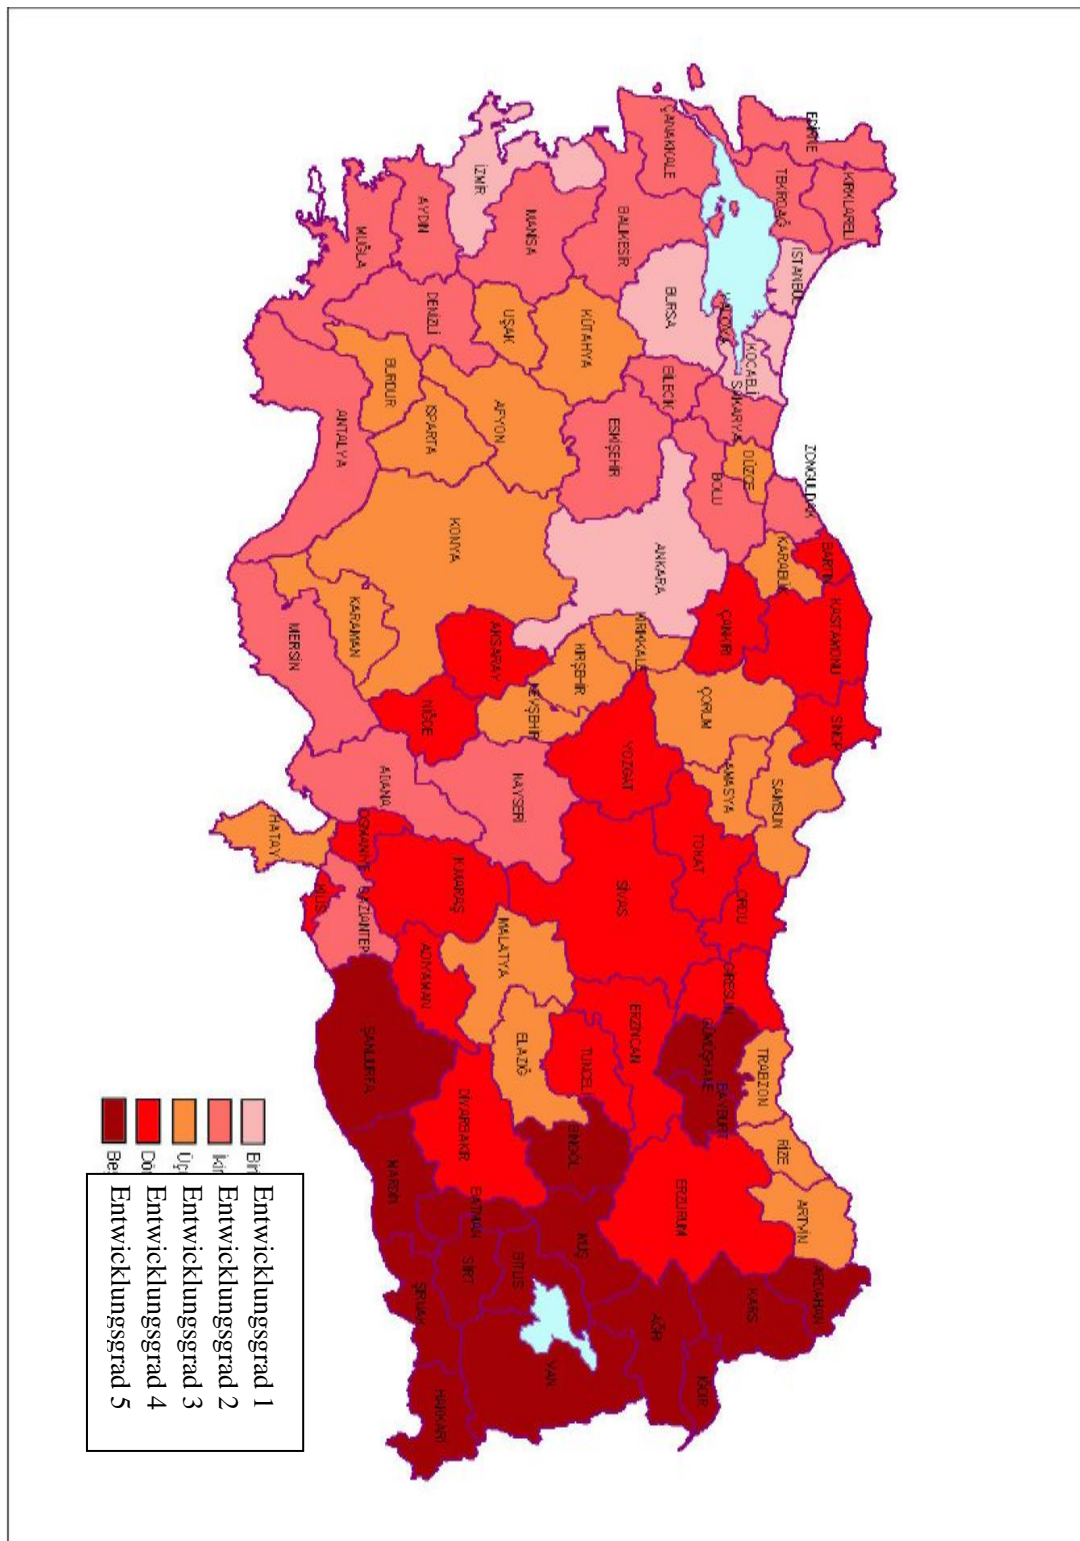 EDİRNE
KIRKLARELİ
TEKİRDAĞ
İSTANBUL
ÇANAKKALE
BALIKESİR
BURSA
YALOVA
KOCAELİ
SAKARYA
BİLECİK
İZMİR
MANİSA
AYDIN
MUĞLA
DENİZLİ
UŞAK
KÜTAHYA
BURDUR
ISPARTA
AFYON
ESKİŞEHİR
ANTALYA
KONYA
ANKARA
BOLU
DÜZCE
ZONGULDAK
KARABÜK
BARTIN
KASTAMONU
ÇANKIRI
SİNOP
KIRIKKALE
KIRŞEHİR
AKSARAY
KARAMAN
MERSİN
NİĞDE
NEVŞEHİR
ÇORUM
YOZGAT
AMASYA
SAMSUN
TOKAT
ORDU
KAYSERİ
ADANA
HATAY
OSMANİYE
KİLİS
GAZİANTEP
K.MARAŞ
SİVAS
MALATYA
ADIYAMAN
GİRESUN
GÜMÜŞHANE
BAYBURT
TRABZON
RİZE
ARTVİN
ERZİNCAN
TUNCELİ
ELAZIĞ
ŞANLIURFA
DİYARBAKIR
BİNGÖL
ERZURUM
MARDİN
BATMAN
MUŞ
BİTLİS
SİİRT
ŞIRNAK
VAN
HAKKARİ
AĞRI
KARS
ARDAHAN
IĞDIR
Entwicklungsgrad 1
Entwicklungsgrad 2
Entwicklungsgrad 3
Entwicklungsgrad 4
Entwicklungsgrad 5